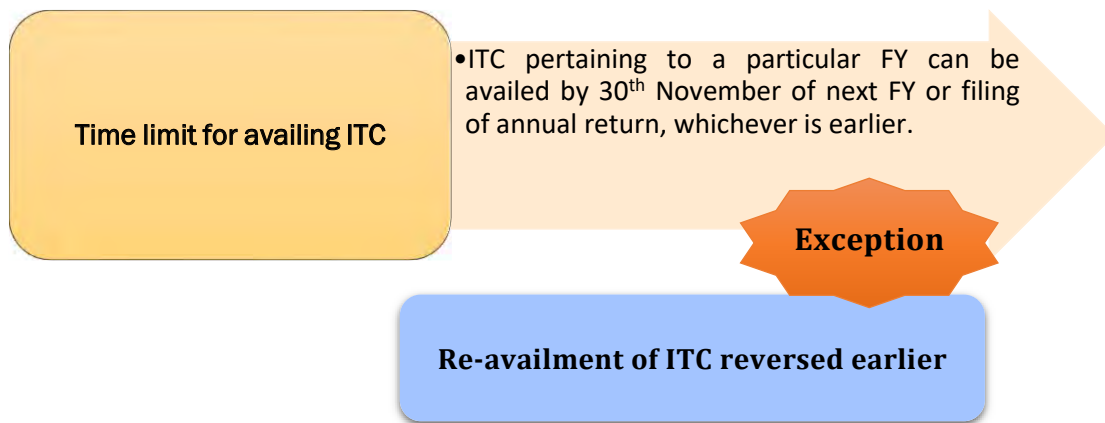 Time limit for availing ITC
•ITC pertaining to a particular FY can be
availed by 30th November of next FY or filing
of annual return, whichever is earlier.
Exception
Re-availment of ITC reversed earlier